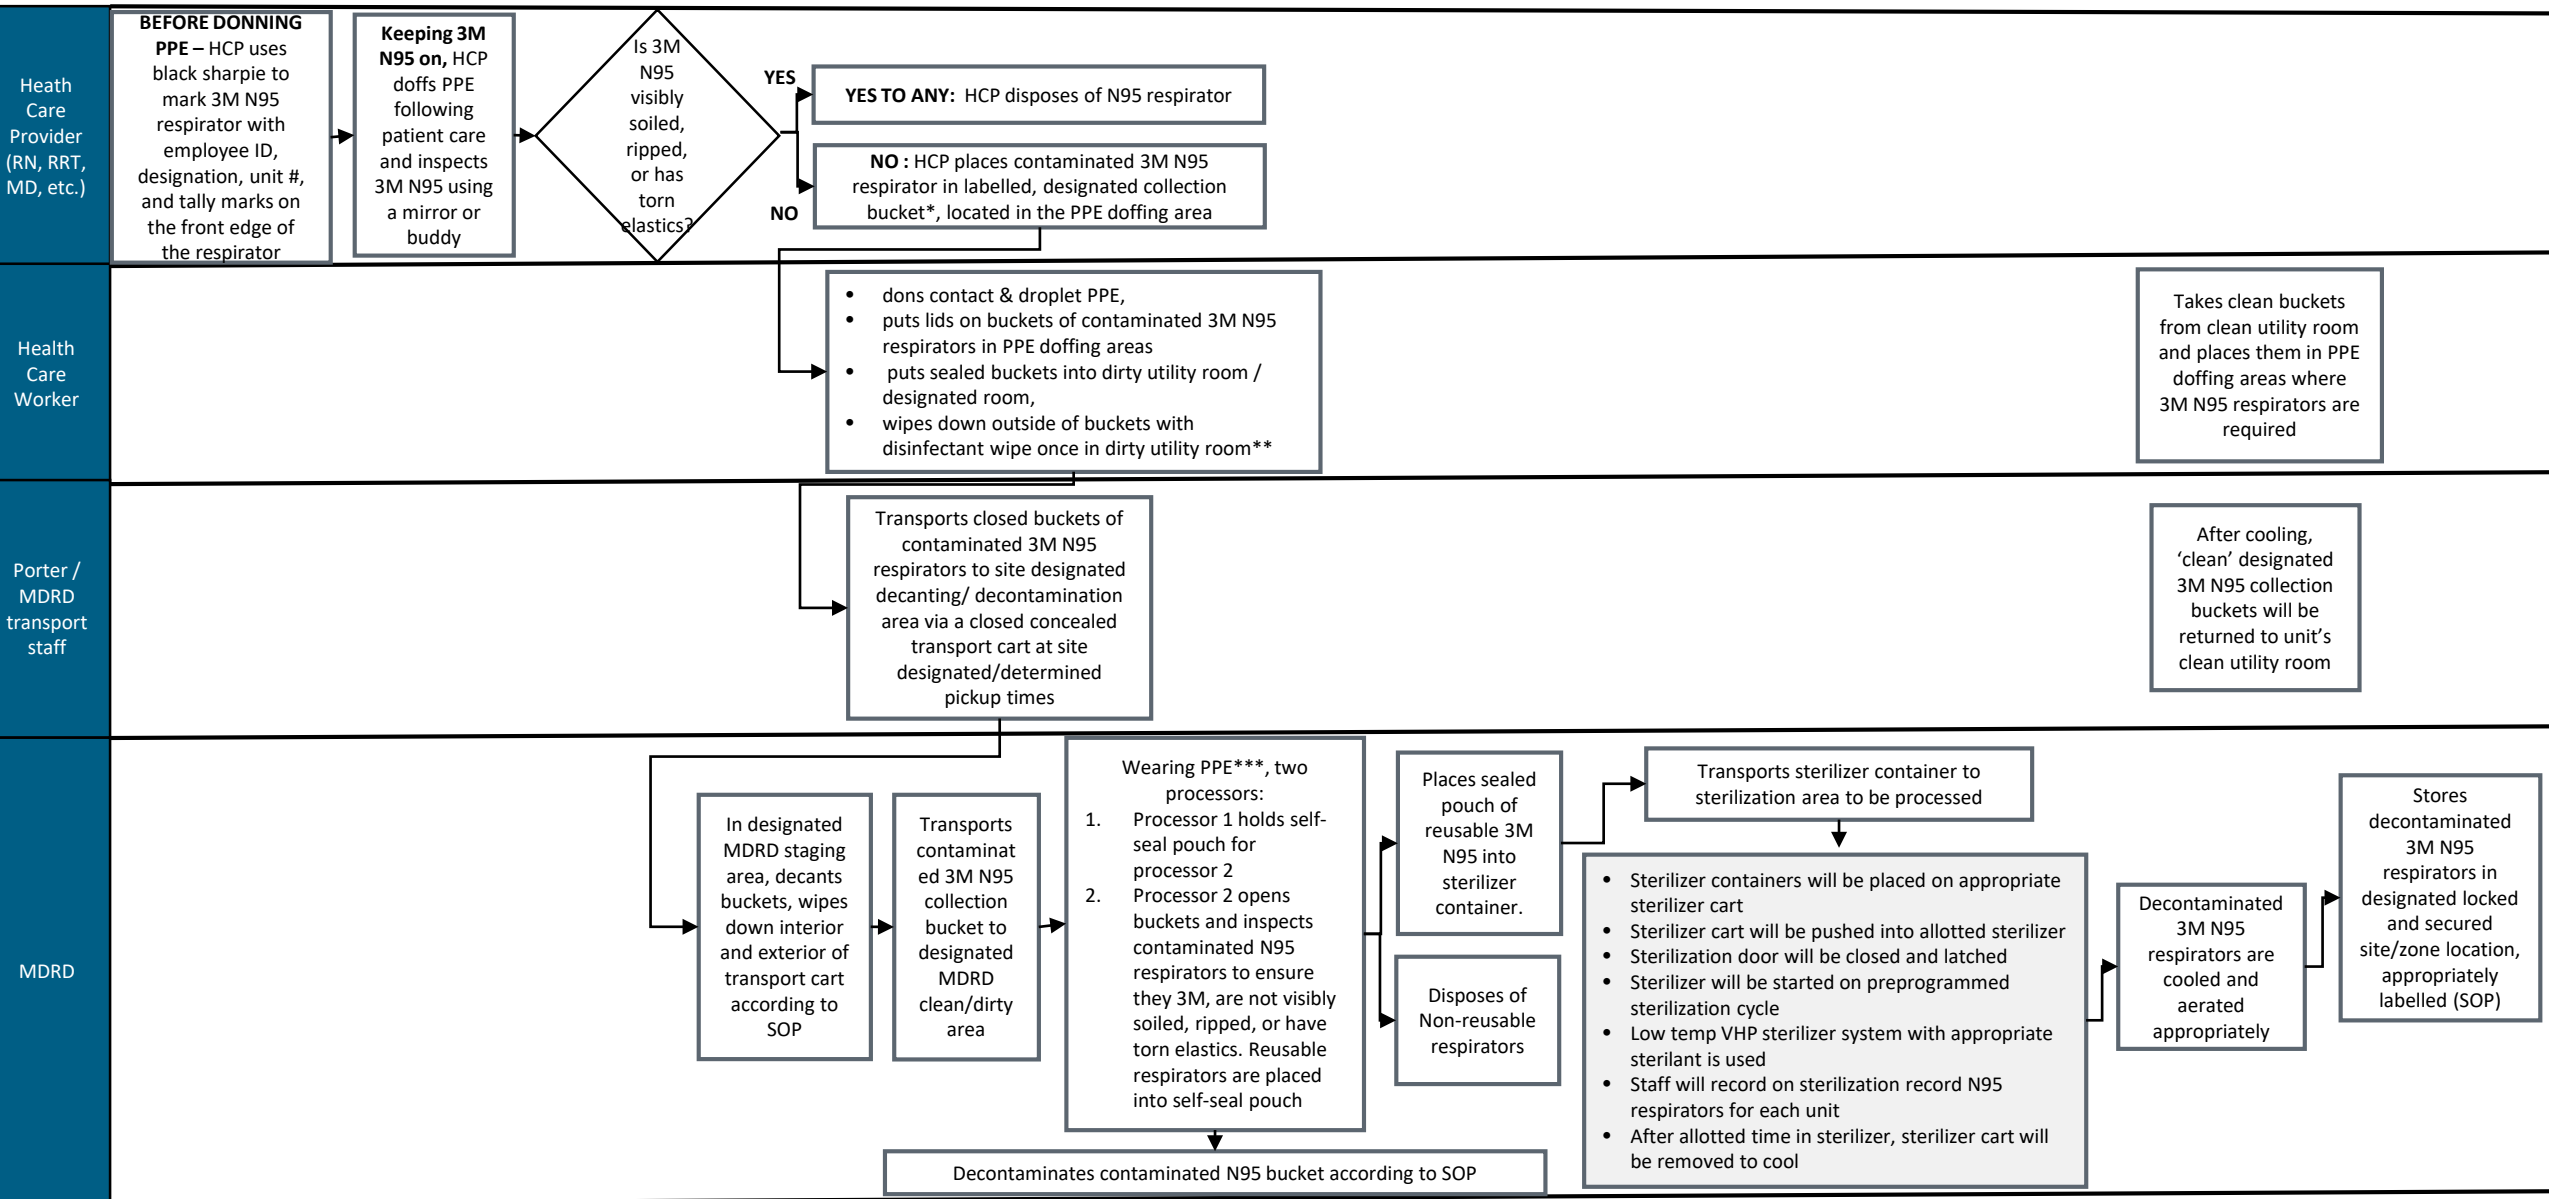 Heath
Care
Provider
(RN, RRT,
MD, etc.)
BEFORE DONNING
PPE – HCP uses
black sharpie to
mark 3M N95
respirator with
employee ID,
designation, unit #,
and tally marks on
the front edge of
the respirator
Keeping 3M
N95 on, HCP
doffs PPE
following
patient care
and inspects
3M N95 using
a mirror or
buddy
Is 3M
N95
visibly
soiled,
ripped,
or has
torn
elastics?
YES
YES TO ANY: HCP disposes of N95 respirator
NO
NO : HCP places contaminated 3M N95
respirator in labelled, designated collection
bucket*, located in the PPE doffing area
Health
Care
Worker
• dons contact & droplet PPE,
• puts lids on buckets of contaminated 3M N95
respirators in PPE doffing areas
• puts sealed buckets into dirty utility room /
designated room,
• wipes down outside of buckets with
disinfectant wipe once in dirty utility room**
Takes clean buckets
from clean utility room
and places them in PPE
doffing areas where
3M N95 respirators are
required
Porter /
MDRD
transport
staff
Transports closed buckets of
contaminated 3M N95
respirators to site designated
decanting/ decontamination
area via a closed concealed
transport cart at site
designated/determined
pickup times
After cooling,
‘clean’ designated
3M N95 collection
buckets will be
returned to unit’s
clean utility room
MDRD
In designated
MDRD staging
area, decants
buckets, wipes
down interior
and exterior of
transport cart
according to
SOP
Transports
contaminat
ed 3M N95
collection
bucket to
designated
MDRD
clean/dirty
area
Wearing PPE***, two
processors:
1. Processor 1 holds self-
seal pouch for
processor 2
2. Processor 2 opens
buckets and inspects
contaminated N95
respirators to ensure
they 3M, are not visibly
soiled, ripped, or have
torn elastics. Reusable
respirators are placed
into self-seal pouch
Decontaminates contaminated N95 bucket according to SOP
Places sealed
pouch of
reusable 3M
N95 into
sterilizer
container.
Disposes of
Non-reusable
respirators
Transports sterilizer container to
sterilization area to be processed
• Sterilizer containers will be placed on appropriate
sterilizer cart
• Sterilizer cart will be pushed into allotted sterilizer
• Sterilization door will be closed and latched
• Sterilizer will be started on preprogrammed
sterilization cycle
• Low temp VHP sterilizer system with appropriate
sterilant is used
• Staff will record on sterilization record N95
respirators for each unit
• After allotted time in sterilizer, sterilizer cart will
be removed to cool
Decontaminated
3M N95
respirators are
cooled and
aerated
appropriately
Stores
decontaminated
3M N95
respirators in
designated locked
and secured
site/zone location,
appropriately
labelled (SOP)